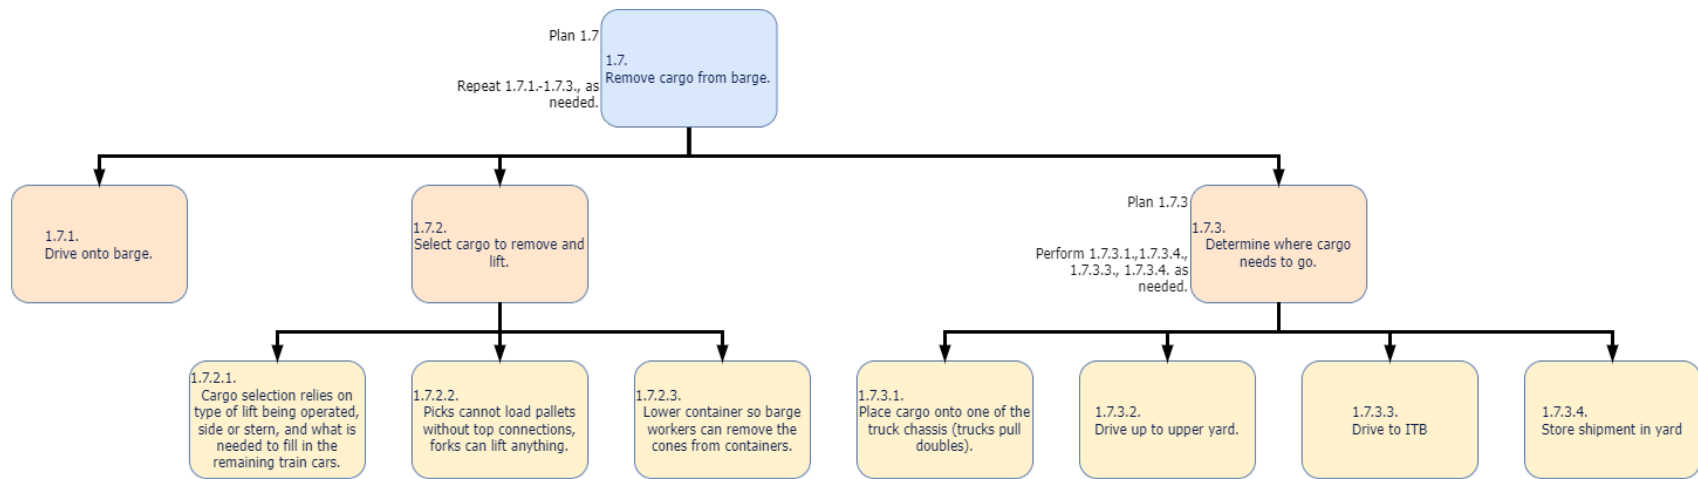 Plan 1.7
Repeat 1.7.1.-1.7.3., as
needed.
1.7.
Remove cargo from barge.
1.7.1.
Drive onto barge.
1.7.2.
Select cargo to remove and
lift.
Plan 1.7.3
Perform 1.7.3.1.,1.7.3.4.,
1.7.3.3., 1.7.3.4. as
needed.
1.7.3.
Determine where cargo
needs to go.
1.7.2.1.
Cargo selection relies on
type of lift being operated,
side or stern, and what is
needed to fill in the
remaining train cars.
1.7.2.2.
Picks cannot load pallets
without top connections,
forks can lift anything.
1.7.2.3.
Lower container so barge
workers can remove the
cones from containers.
1.7.3.1.
Place cargo onto one of the
truck chassis (trucks pull
doubles).
1.7.3.2.
Drive up to upper yard.
1.7.3.3.
Drive to ITB
1.7.3.4.
Store shipment in yard